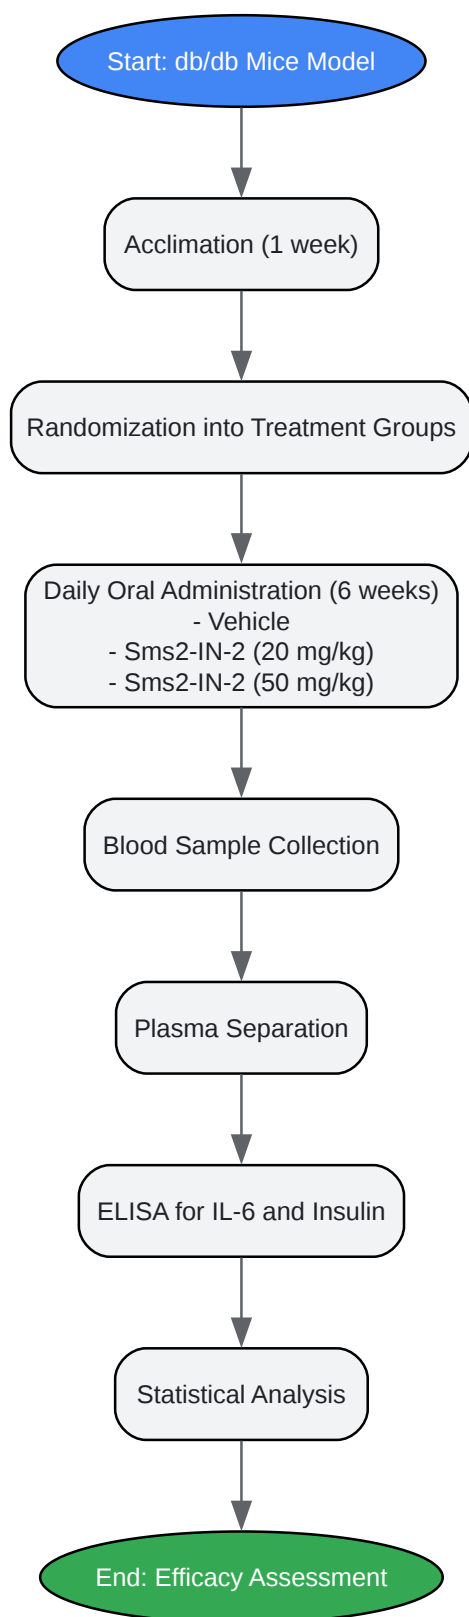 Start: db/db Mice Model
Acclimation (1 week)
Randomization into Treatment Groups
Daily Oral Administration (6 weeks)
- Vehicle
- Sms2-IN-2 (20 mg/kg)
- Sms2-IN-2 (50 mg/kg)
Blood Sample Collection
Plasma Separation
ELISA for IL-6 and Insulin
Statistical Analysis
End: Efficacy Assessment